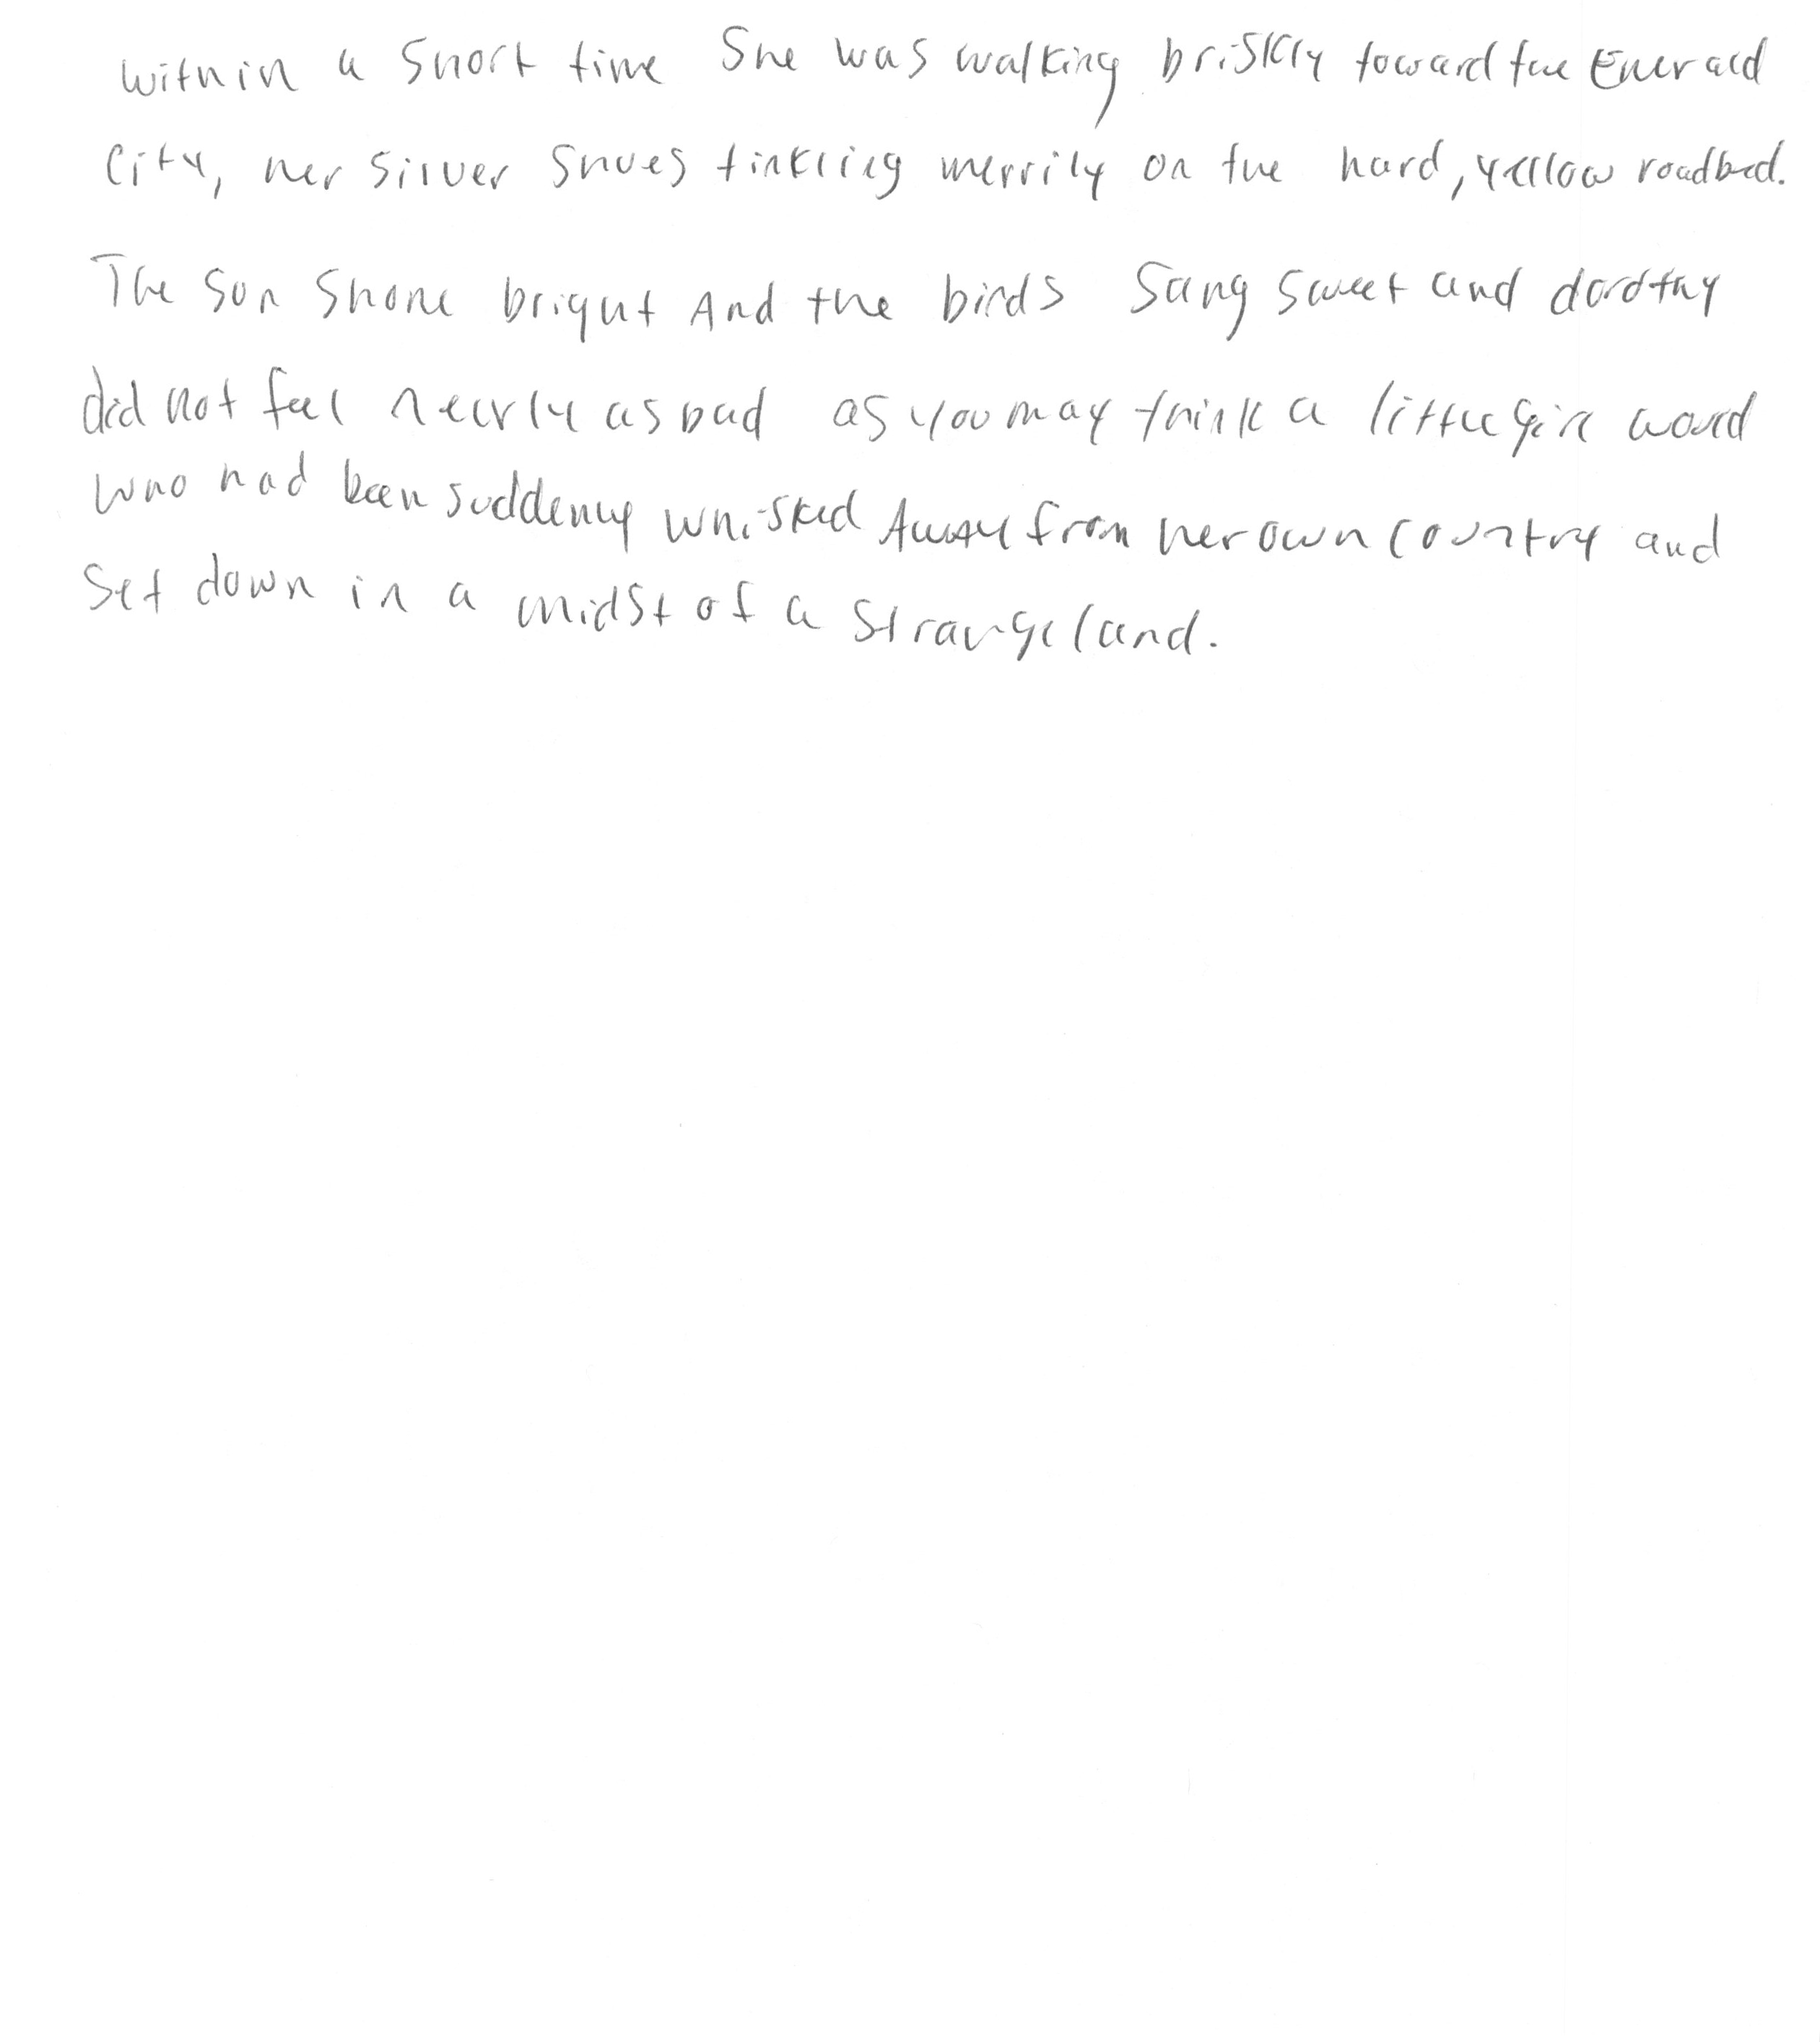 within a short time She was walking briskly toward the Emerald
City, her silver shoes tinkling merrily on the hard, yellow roadbed.
The sun shone bright And the birds Sang sweet and dorothy
did not feel nearly as bad as you may think a little girl would
who had been suddenly whisked Away from her own country and
Set down in a midst of a strange land.